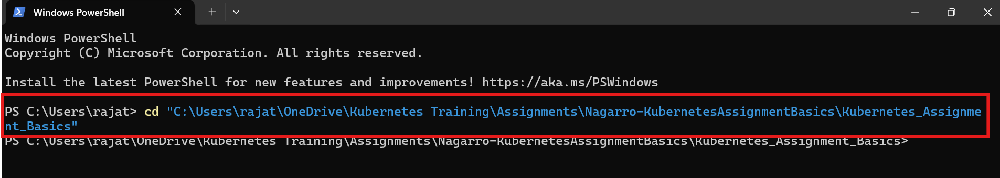 Windows PowerShell
Windows PowerShell
Copyright (C) Microsoft Corporation. All rights reserved.
Install the latest PowerShell for new features and improvements! https://aka.ms/PSWindows
PS C:\Users\rajat> cd "C:\Users\rajat\OneDrive\Kubernetes Training\Assignments\Nagarro-KubernetesAssignmentBasics\Kubernetes_Assignme
nt_Basics"
PS C:\Users\rajat\OneDrive\Kubernetes Training\Assignments\Nagarro-KubernetesAssignmentBasics\Kubernetes_Assignment_Basics>